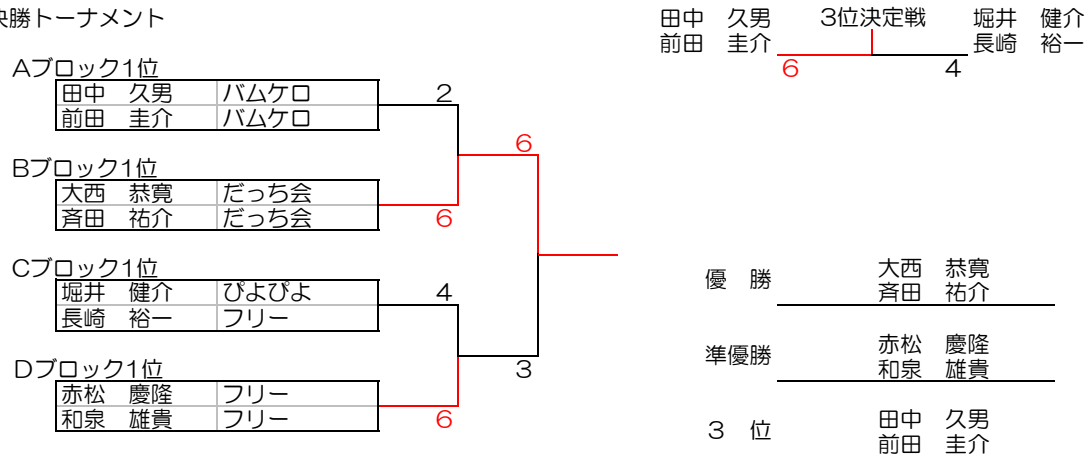 決勝トーナメント
田中　久男　3位決定戦　堀井　健介
前田　圭介　長崎　裕一
6　4
Aブロック1位
田中　久男　バムケロ　2
前田　圭介　バムケロ
6
Bブロック1位
大西　恭寛　だっち会
斉田　祐介　だっち会　6
Cブロック1位
堀井　健介　ぴよぴよ　4
長崎　裕一　フリー
3
Dブロック1位
赤松　慶隆　フリー
和泉　雄貴　フリー　6
優　勝　大西　恭寛
斉田　祐介
準優勝　赤松　慶隆
和泉　雄貴
3　位　田中　久男
前田　圭介